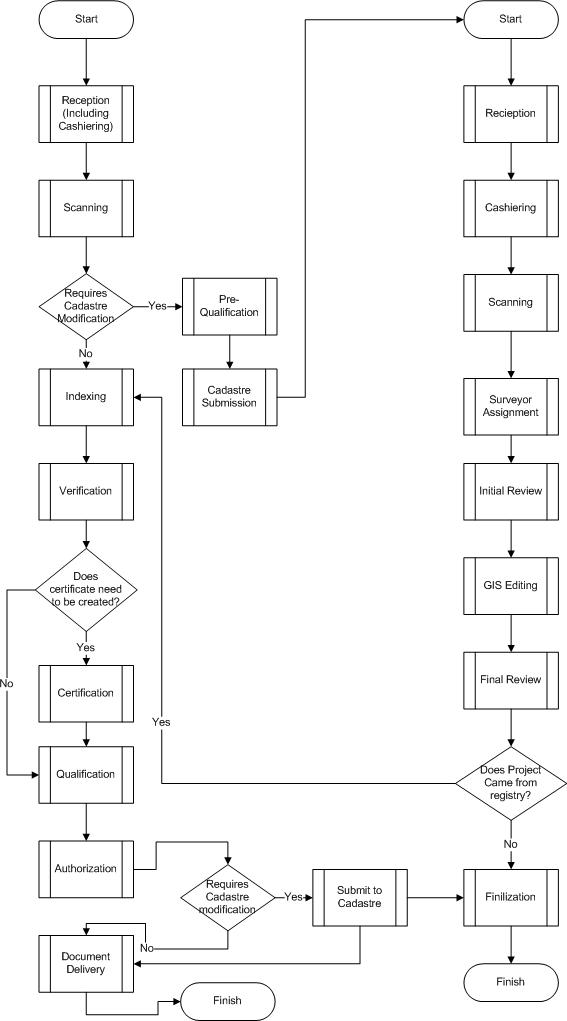 Start
Reception
(Including
Cashiering)
Scanning
Requires
Cadastre
Modification
Yes
Pre-
Qualification
No
Indexing
Cadastre
Submission
Verification
Does
certificate need
to be created?
Yes
No
Certification
Qualification
Authorization
Requires
Cadastre
modification
Yes
Submit to
Cadastre
No
Document
Delivery
Finish
Start
Recieption
Cashiering
Scanning
Surveyor
Assignment
Initial Review
GIS Editing
Final Review
Does Project
Came from
registry?
Yes
No
Finilization
Finish